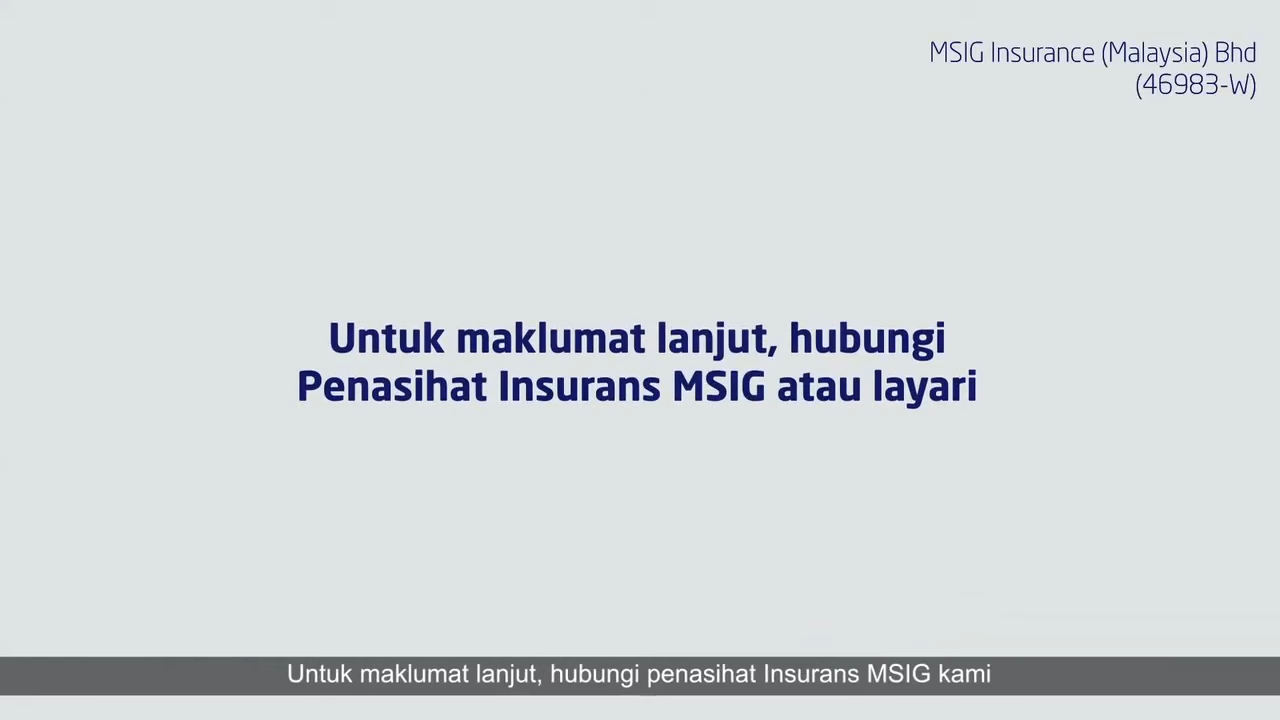 MSIG Insurance (Malaysia) Bhd
(46983-W)
Untuk maklumat lanjut, hubungi
Penasihat Insurans MSIG atau layari
Untuk maklumat lanjut, hubungi penasihat Insurans MSIG kami